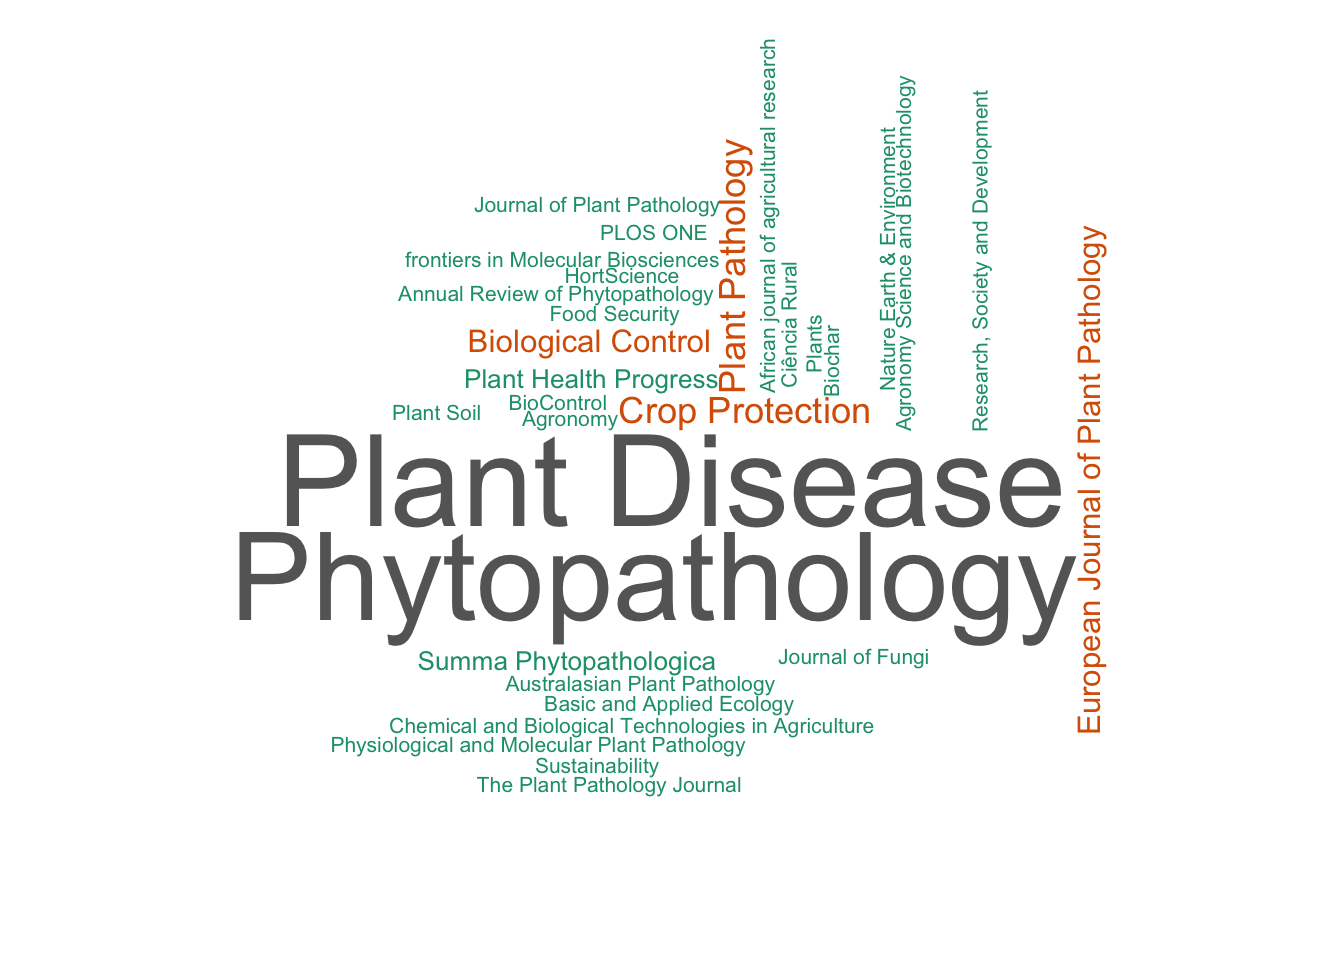 Journal of Plant Pathology
PLOS ONE
frontiers in Molecular Biosciences
HortScience
Annual Review of Phytopathology
Food Security
Biological Control
Plant Health Progress
BioControl
Plant Soil
Agronomy
Crop Protection
Plant Pathology
African journal of agricultural research
Ciência Rural
Plants
Biochar
Nature Earth & Environment
Agronomy Science and Biotechnology
Research, Society and Development
European Journal of Plant Pathology
Plant Disease
Phytopathology
Summa Phytopathologica
Journal of Fungi
Australasian Plant Pathology
Basic and Applied Ecology
Chemical and Biological Technologies in Agriculture
Physiological and Molecular Plant Pathology
Sustainability
The Plant Pathology Journal